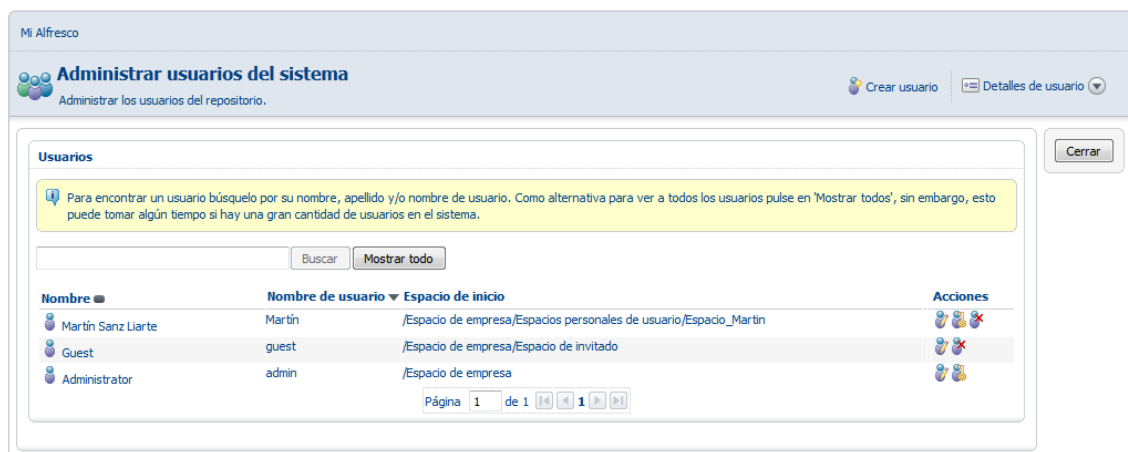 Mi Alfresco
Administrar usuarios del sistema
Administrar los usuarios del repositorio.
Crear usuario
Detalles de usuario
Cerrar
Usuarios
Para encontrar un usuario búsquelo por su nombre, apellido y/o nombre de usuario. Como alternativa para ver a todos los usuarios pulse en 'Mostrar todos', sin embargo, esto
puede tomar algún tiempo si hay una gran cantidad de usuarios en el sistema.
Buscar Mostrar todo
Nombre Nombre de usuario Espacio de inicio Acciones
Martín Sanz Liarte Martín /Espacio de empresa/Espacios personales de usuario/Espacio_Martin
Guest guest /Espacio de empresa/Espacio de invitado
Administrator admin /Espacio de empresa
Página 1 de 1 1